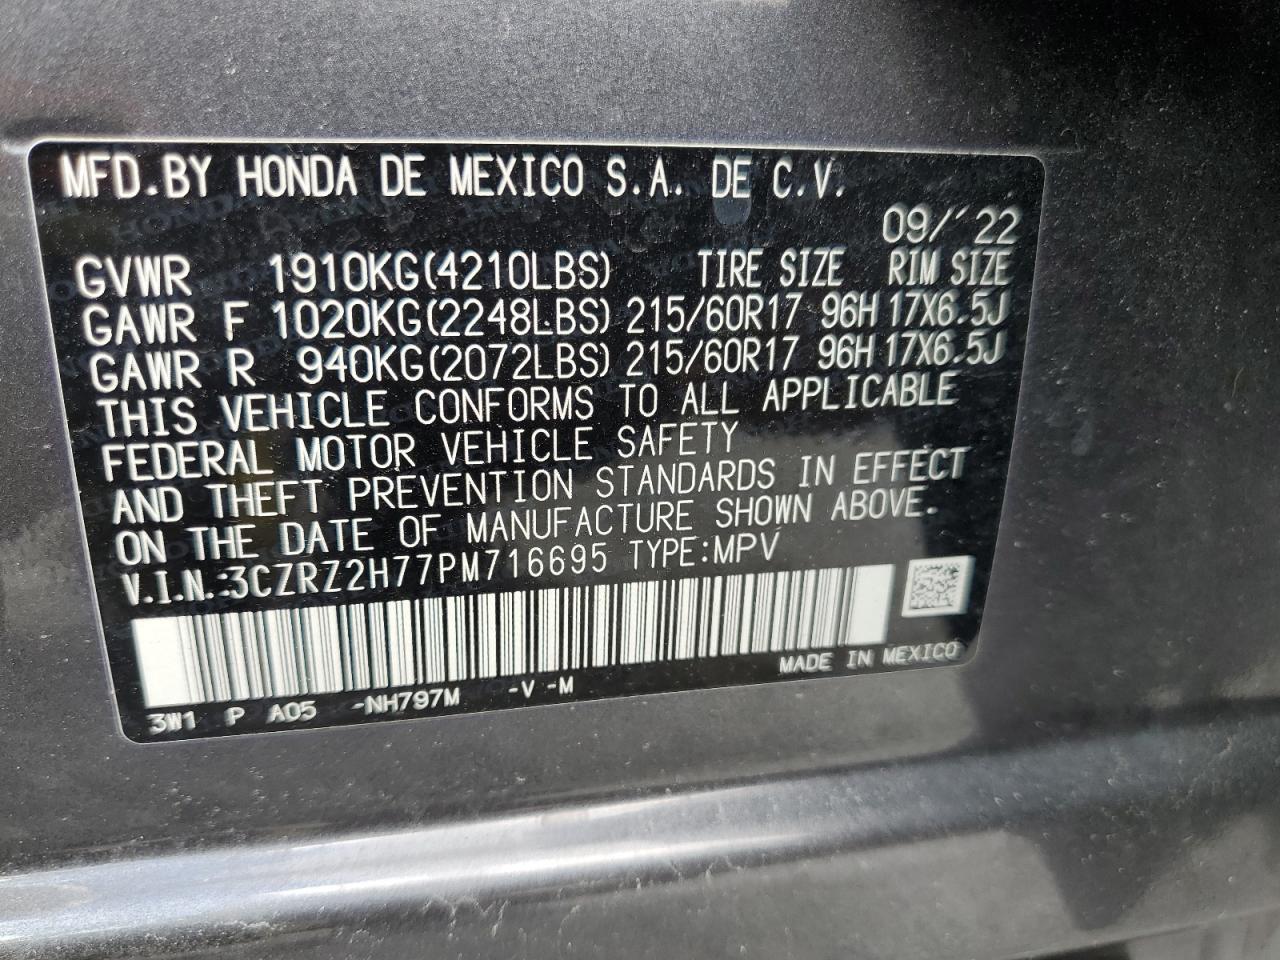 MFD.BY HONDA DE MEXICO S.A. DE C.V.
09/'22
GVWR 1910KG(4210LBS) TIRE SIZE RIM SIZE
GAWR F 1020KG(2248LBS) 215/60R17 96H 17X6.5J
GAWR R 940KG(2072LBS) 215/60R17 96H 17X6.5J
THIS VEHICLE CONFORMS TO ALL APPLICABLE
FEDERAL MOTOR VEHICLE SAFETY
AND THEFT PREVENTION STANDARDS IN EFFECT
ON THE DATE OF MANUFACTURE SHOWN ABOVE.
V.I.N.:3CZRZ2H77PM716695 TYPE:MPV
MADE IN MEXICO
3W1 P A05 -NH797M -V -M